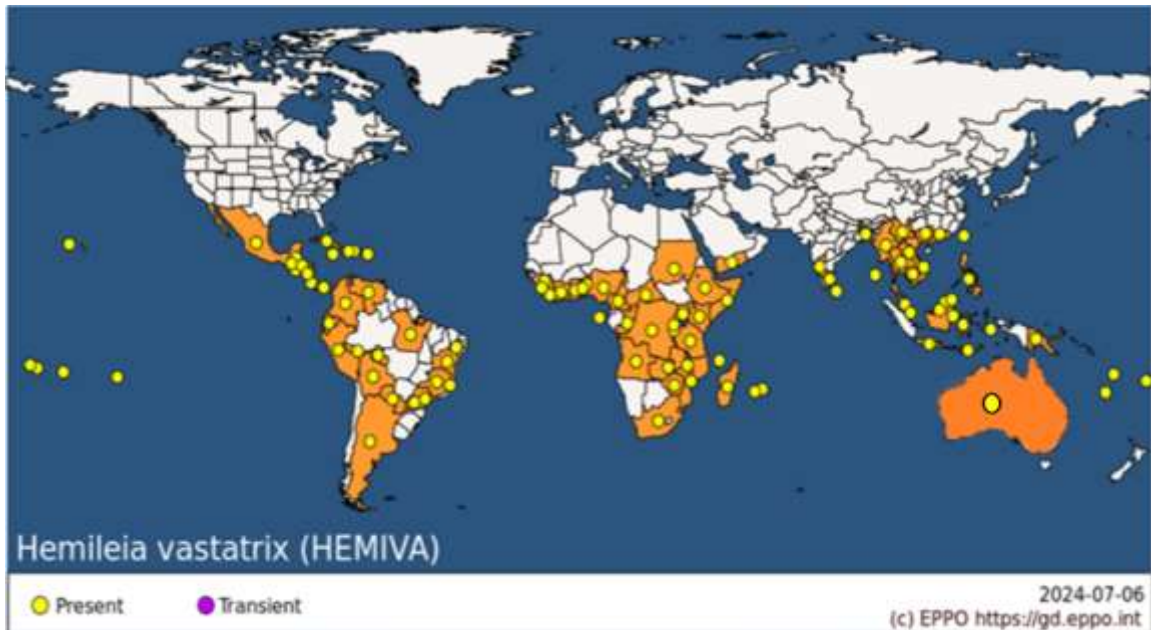 Hemileia vastatrix (HEMIVA)
Present
Transient
2024-07-06
(c) EPPO https://gd.eppo.int